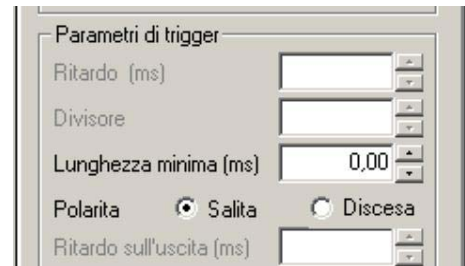 Parametri di trigger
Ritardo (ms)
Divisore
Lunghezza minima (ms) 0,00
Polarita Salita Discesa
Ritardo sull'uscita (ms)